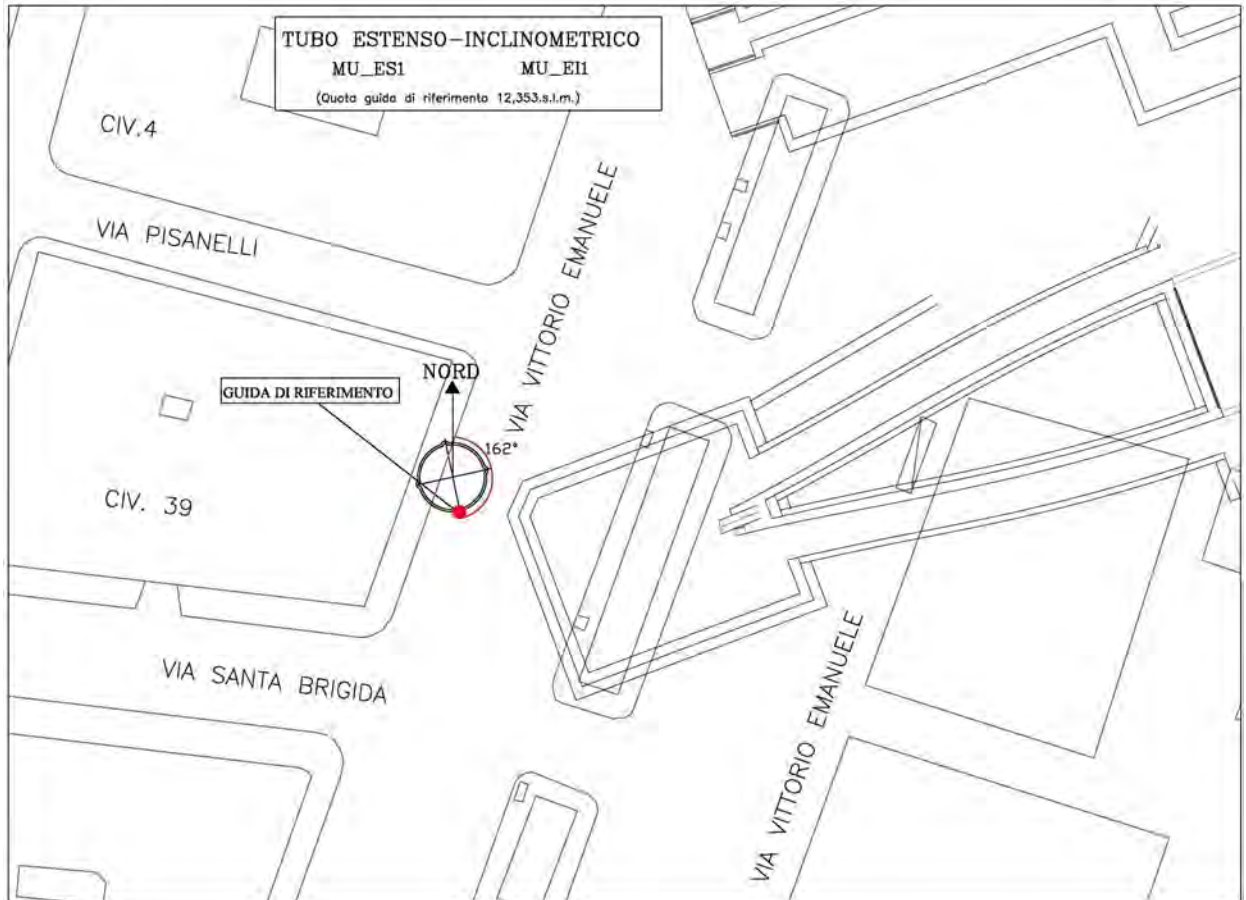 TUBO ESTENSO-INCLINOMETRICO
MU_ES1 MU_EI1
(Quota guida di riferimento 12,353.s.l.m.)
CIV.4
VIA PISANELLI
VIA VITTORIO EMANUELE
NORD
GUIDA DI RIFERIMENTO
162°
CIV. 39
VIA SANTA BRIGIDA
VIA VITTORIO EMANUELE